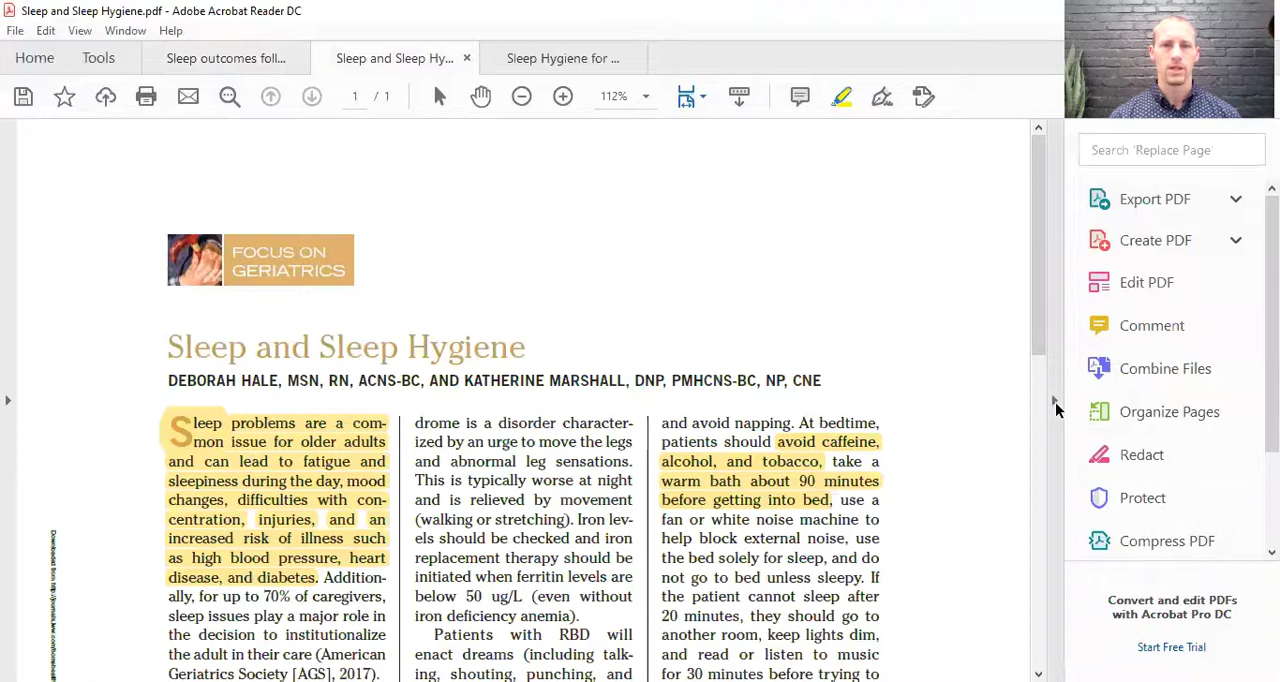 Sleep and Sleep Hygiene.pdf - Adobe Acrobat Reader DC
File Edit View Window Help
Home Tools Sleep outcomes foll... Sleep and Sleep Hy... × Sleep Hygiene for ...
1 / 1 112%
Search 'Replace Page'
Export PDF
Create PDF
Edit PDF
Comment
Combine Files
Organize Pages
Redact
Protect
Compress PDF
Convert and edit PDFs
with Acrobat Pro DC
Start Free Trial
FOCUS ON
GERIATRICS
Sleep and Sleep Hygiene
DEBORAH HALE, MSN, RN, ACNS-BC, AND KATHERINE MARSHALL, DNP, PMHCNS-BC, NP, CNE
Sleep problems are a com-
mon issue for older adults
and can lead to fatigue and
sleepiness during the day, mood
changes, difficulties with con-
centration, injuries, and an
increased risk of illness such
as high blood pressure, heart
disease, and diabetes. Addition-
ally, for up to 70% of caregivers,
sleep issues play a major role in
the decision to institutionalize
the adult in their care (American
Geriatrics Society [AGS], 2017).
drome is a disorder character-
ized by an urge to move the legs
and abnormal leg sensations.
This is typically worse at night
and is relieved by movement
(walking or stretching). Iron lev-
els should be checked and iron
replacement therapy should be
initiated when ferritin levels are
below 50 ug/L (even without
iron deficiency anemia).
Patients with RBD will
enact dreams (including talk-
ing, shouting, punching, and
and avoid napping. At bedtime,
patients should avoid caffeine,
alcohol, and tobacco, take a
warm bath about 90 minutes
before getting into bed, use a
fan or white noise machine to
help block external noise, use
the bed solely for sleep, and do
not go to bed unless sleepy. If
the patient cannot sleep after
20 minutes, they should go to
another room, keep lights dim,
and read or listen to music
for 30 minutes before trying to